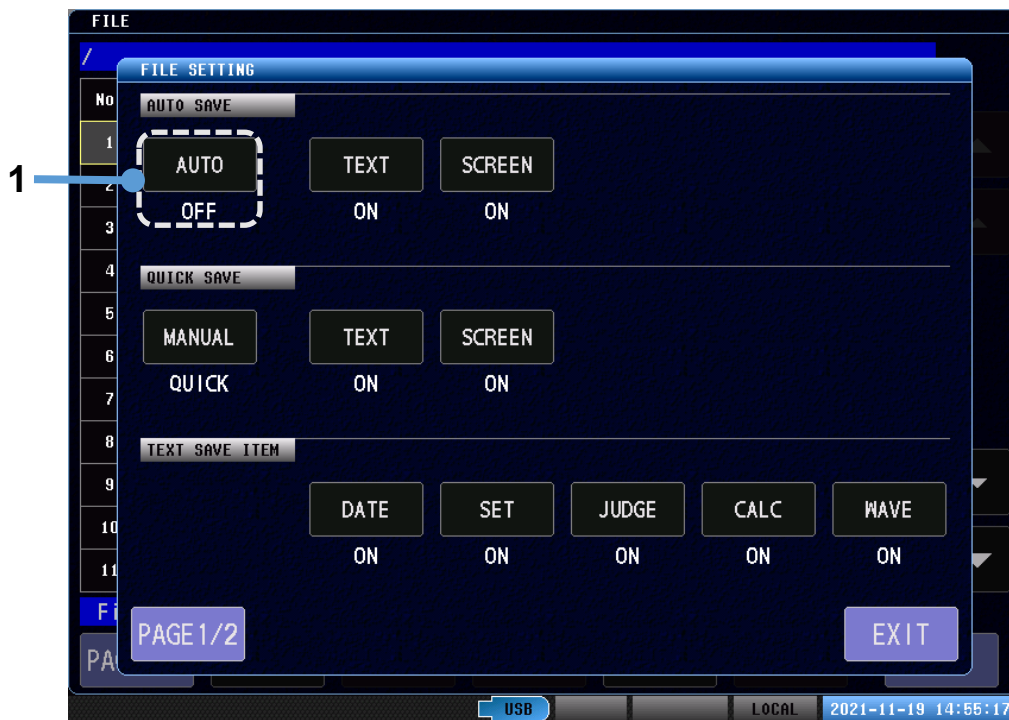 FILE
/
FILE SETTING
No
AUTO SAVE
1
AUTO TEXT SCREEN
1
2
OFF ON ON
3
4
QUICK SAVE
5
MANUAL TEXT SCREEN
6
QUICK ON ON
7
8
TEXT SAVE ITEM
9
DATE SET JUDGE CALC WAVE
10
ON ON ON ON ON
11
Fi
PAGE1/2 EXIT
PA
USB LOCAL 2021-11-19 14:55:17